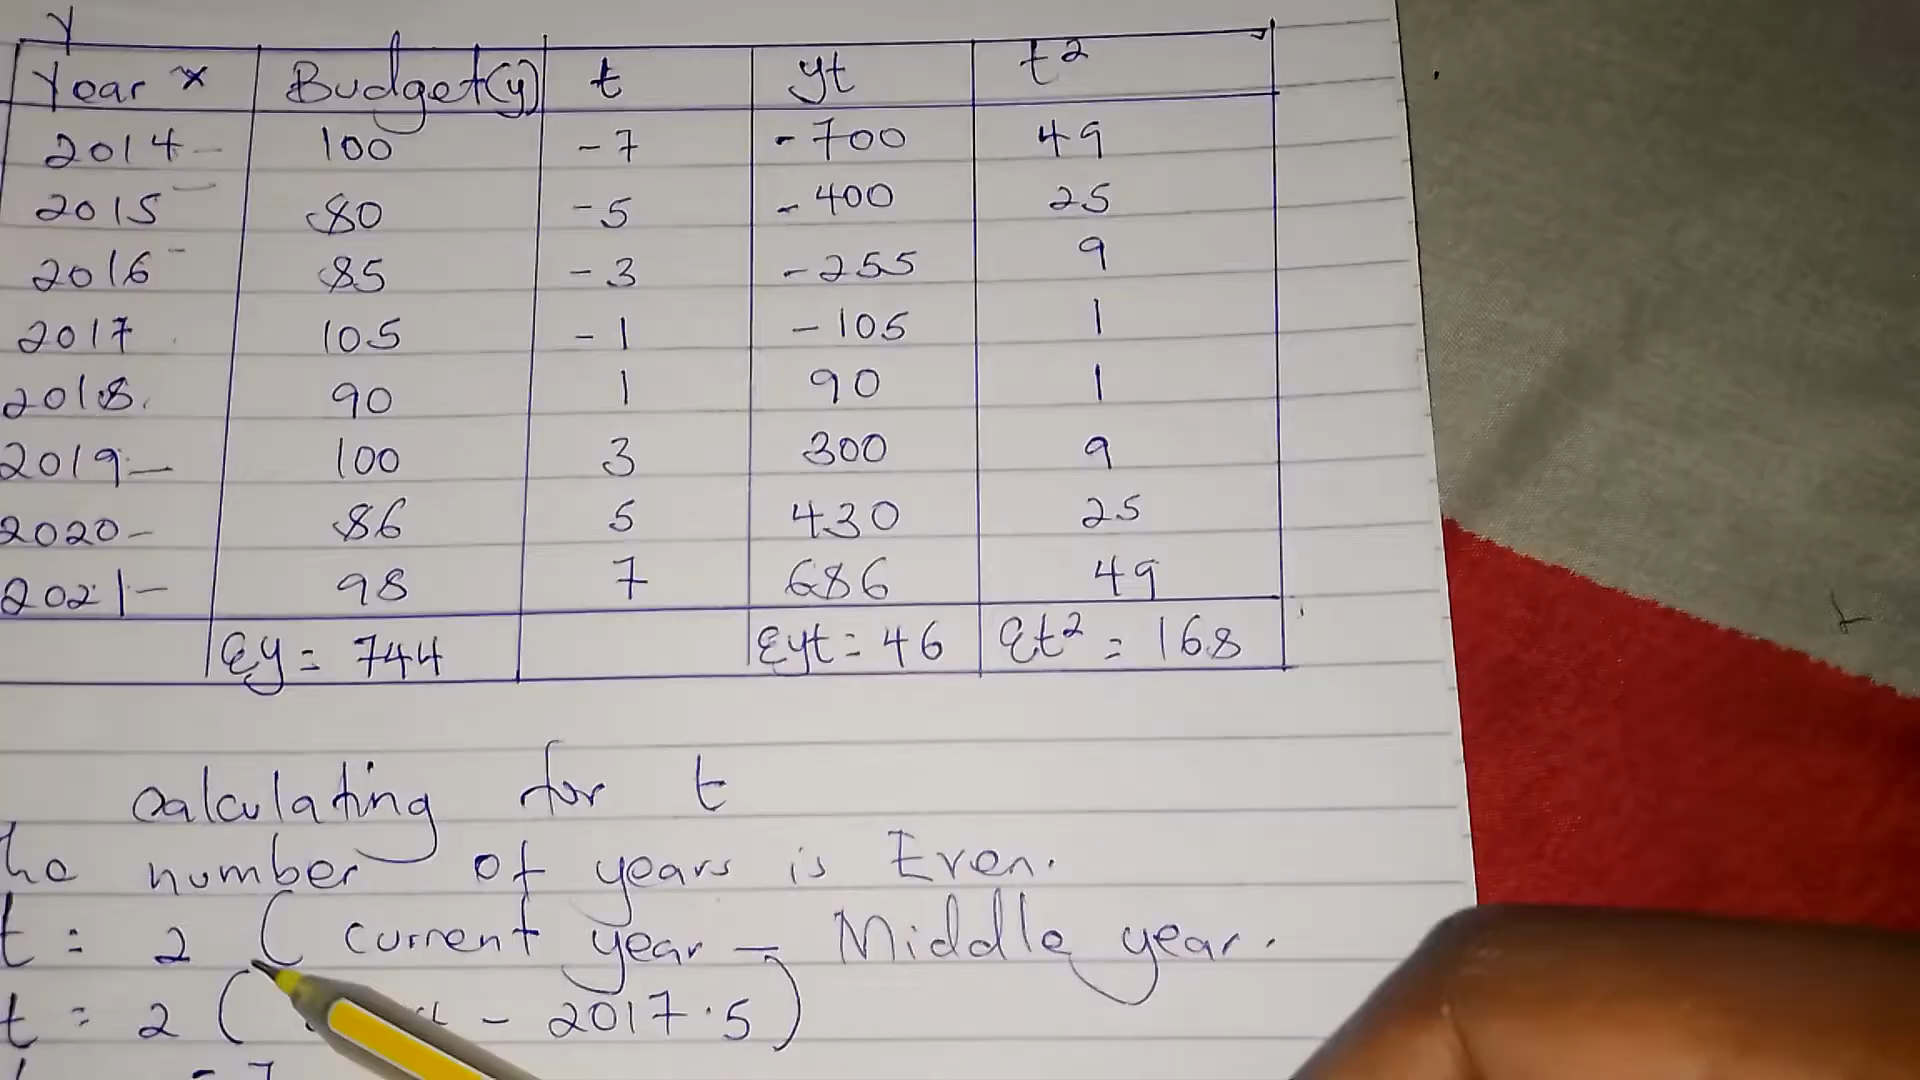 Year x Budget(y) t yt t²
2014 100 -7 -700 49
2015 80 -5 -400 25
2016 85 -3 -255 9
2017 105 -1 -105 1
2018 90 1 90 1
2019 100 3 300 9
2020 86 5 430 25
2021 98 7 686 49
Σy = 744 Σyt = 46 Σt² = 168
calculating for t
number of years is Even.
t = 2 (current year - Middle year.
t = 2 ( - 2017.5)